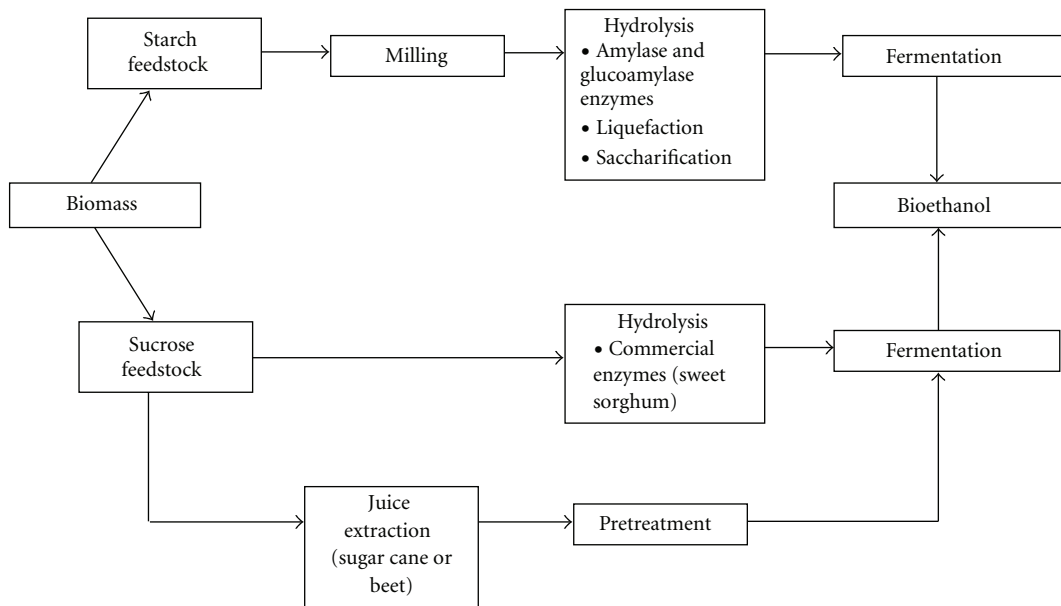 Starch
feedstock
Milling
Hydrolysis
• Amylase and
glucoamylase
enzymes
• Liquefaction
• Saccharification
Fermentation
Biomass
Bioethanol
Sucrose
feedstock
Hydrolysis
• Commercial
enzymes (sweet
sorghum)
Fermentation
Juice
extraction
(sugar cane or
beet)
Pretreatment